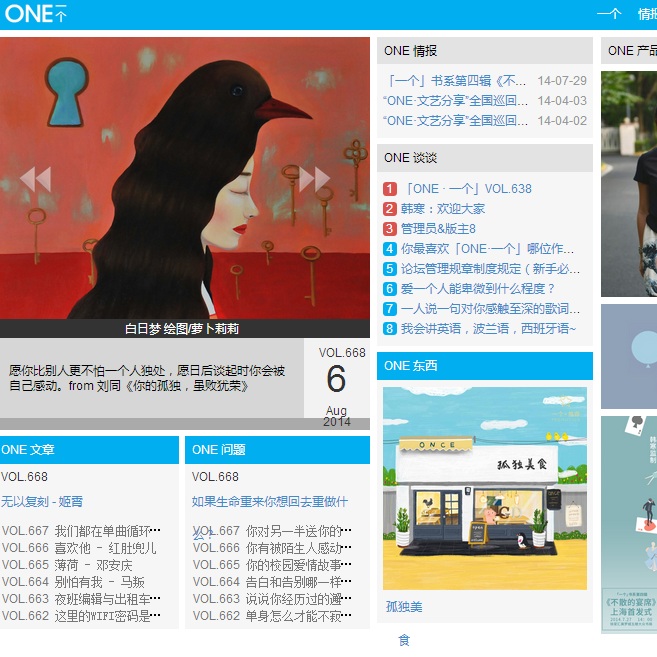 ONE一个
一个 情报
白日梦 绘图/萝卜莉莉
愿你比别人更不怕一个人独处，愿日后谈起时你会被
自己感动。from 刘同《你的孤独，虽败犹荣》
VOL.668
6
Aug
2014
ONE 文章
VOL.668
无以复刻 - 姬霄
VOL.667 我们都在单曲循环…
VOL.666 喜欢他 - 红肚兜儿
VOL.665 薄荷 - 邓安庆
VOL.664 别怕有我 - 马叛
VOL.663 夜班编辑与出租车…
VOL.662 这里的WIFI密码是…
ONE 问题
VOL.668
如果生命重来你想回去重做什
么？
VOL.667 你对另一半送你的…
VOL.666 你有被陌生人感动…
VOL.665 你的校园爱情故事…
VOL.664 告白和告别哪一样…
VOL.663 说说你经历过的遇…
VOL.662 单身怎么才能不寂…
ONE 情报
「一个」书系第四辑《不... 14-07-29
“ONE·文艺分享”全国巡回... 14-04-03
“ONE·文艺分享”全国巡回... 14-04-02
ONE 谈谈
1 「ONE · 一个」VOL.638
2 韩寒：欢迎大家
3 管理员&版主8
4 你最喜欢「ONE·一个」哪位作...
5 论坛管理规章制度规定（新手必...
6 爱一个人能卑微到什么程度？
7 一人说一句对你感触至深的歌词...
8 我会讲英语，波兰语，西班牙语~
ONE 东西
ONCE
孤独美食
孤独美
食
ONE 产品
《不散的宴席》
上海首发式